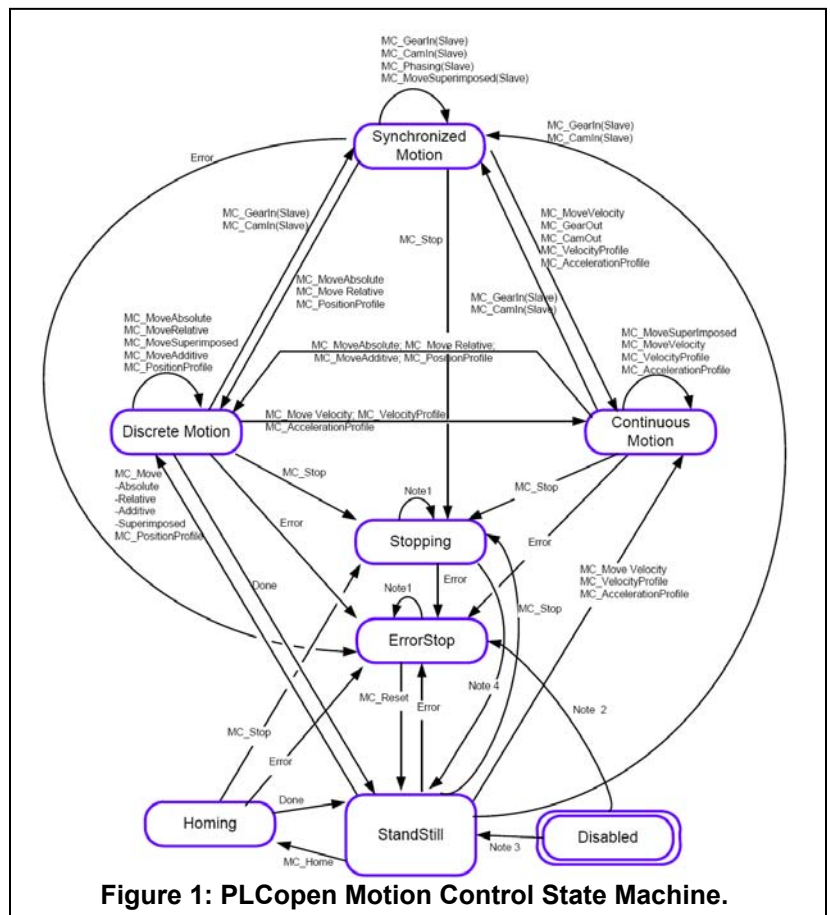 MC_GearIn(Slave)
MC_CamIn(Slave)
MC_Phasing(Slave)
MC_MoveSuperimposed(Slave)
Synchronized
Motion
MC_GearIn(Slave)
MC_CamIn(Slave)
Error
MC_GearIn(Slave)
MC_CamIn(Slave)
MC_MoveVelocity
MC_GearOut
MC_CamOut
MC_VelocityProfile
MC_AccelerationProfile
MC_Stop
MC_MoveAbsolute
MC_Move Relative
MC_PositionProfile
MC_GearIn(Slave)
MC_CamIn(Slave)
MC_MoveAbsolute
MC_MoveRelative
MC_MoveSuperimposed
MC_MoveAdditive
MC_PositionProfile
MC_MoveAbsolute; MC_Move Relative;
MC_MoveAdditive; MC_PositionProfile
MC_MoveSuperImposed
MC_MoveVelocity
MC_VelocityProfile
MC_AccelerationProfile
Discrete Motion
MC_Move Velocity; MC_VelocityProfile;
MC_AccelerationProfile
Continuous
Motion
MC_Move
-Absolute
-Relative
-Additive
-Superimposed
MC_PositionProfile
MC_Stop
Note1
MC_Stop
Error
Stopping
Error
Error
MC_Move Velocity
MC_VelocityProfile
MC_AccelerationProfile
Done
Note1
MC_Stop
ErrorStop
MC_Reset
Error
Note 4
Note 2
MC_Stop
Error
Done
Homing
StandStill
Disabled
Note 3
MC_Home
Figure 1: PLCopen Motion Control State Machine.